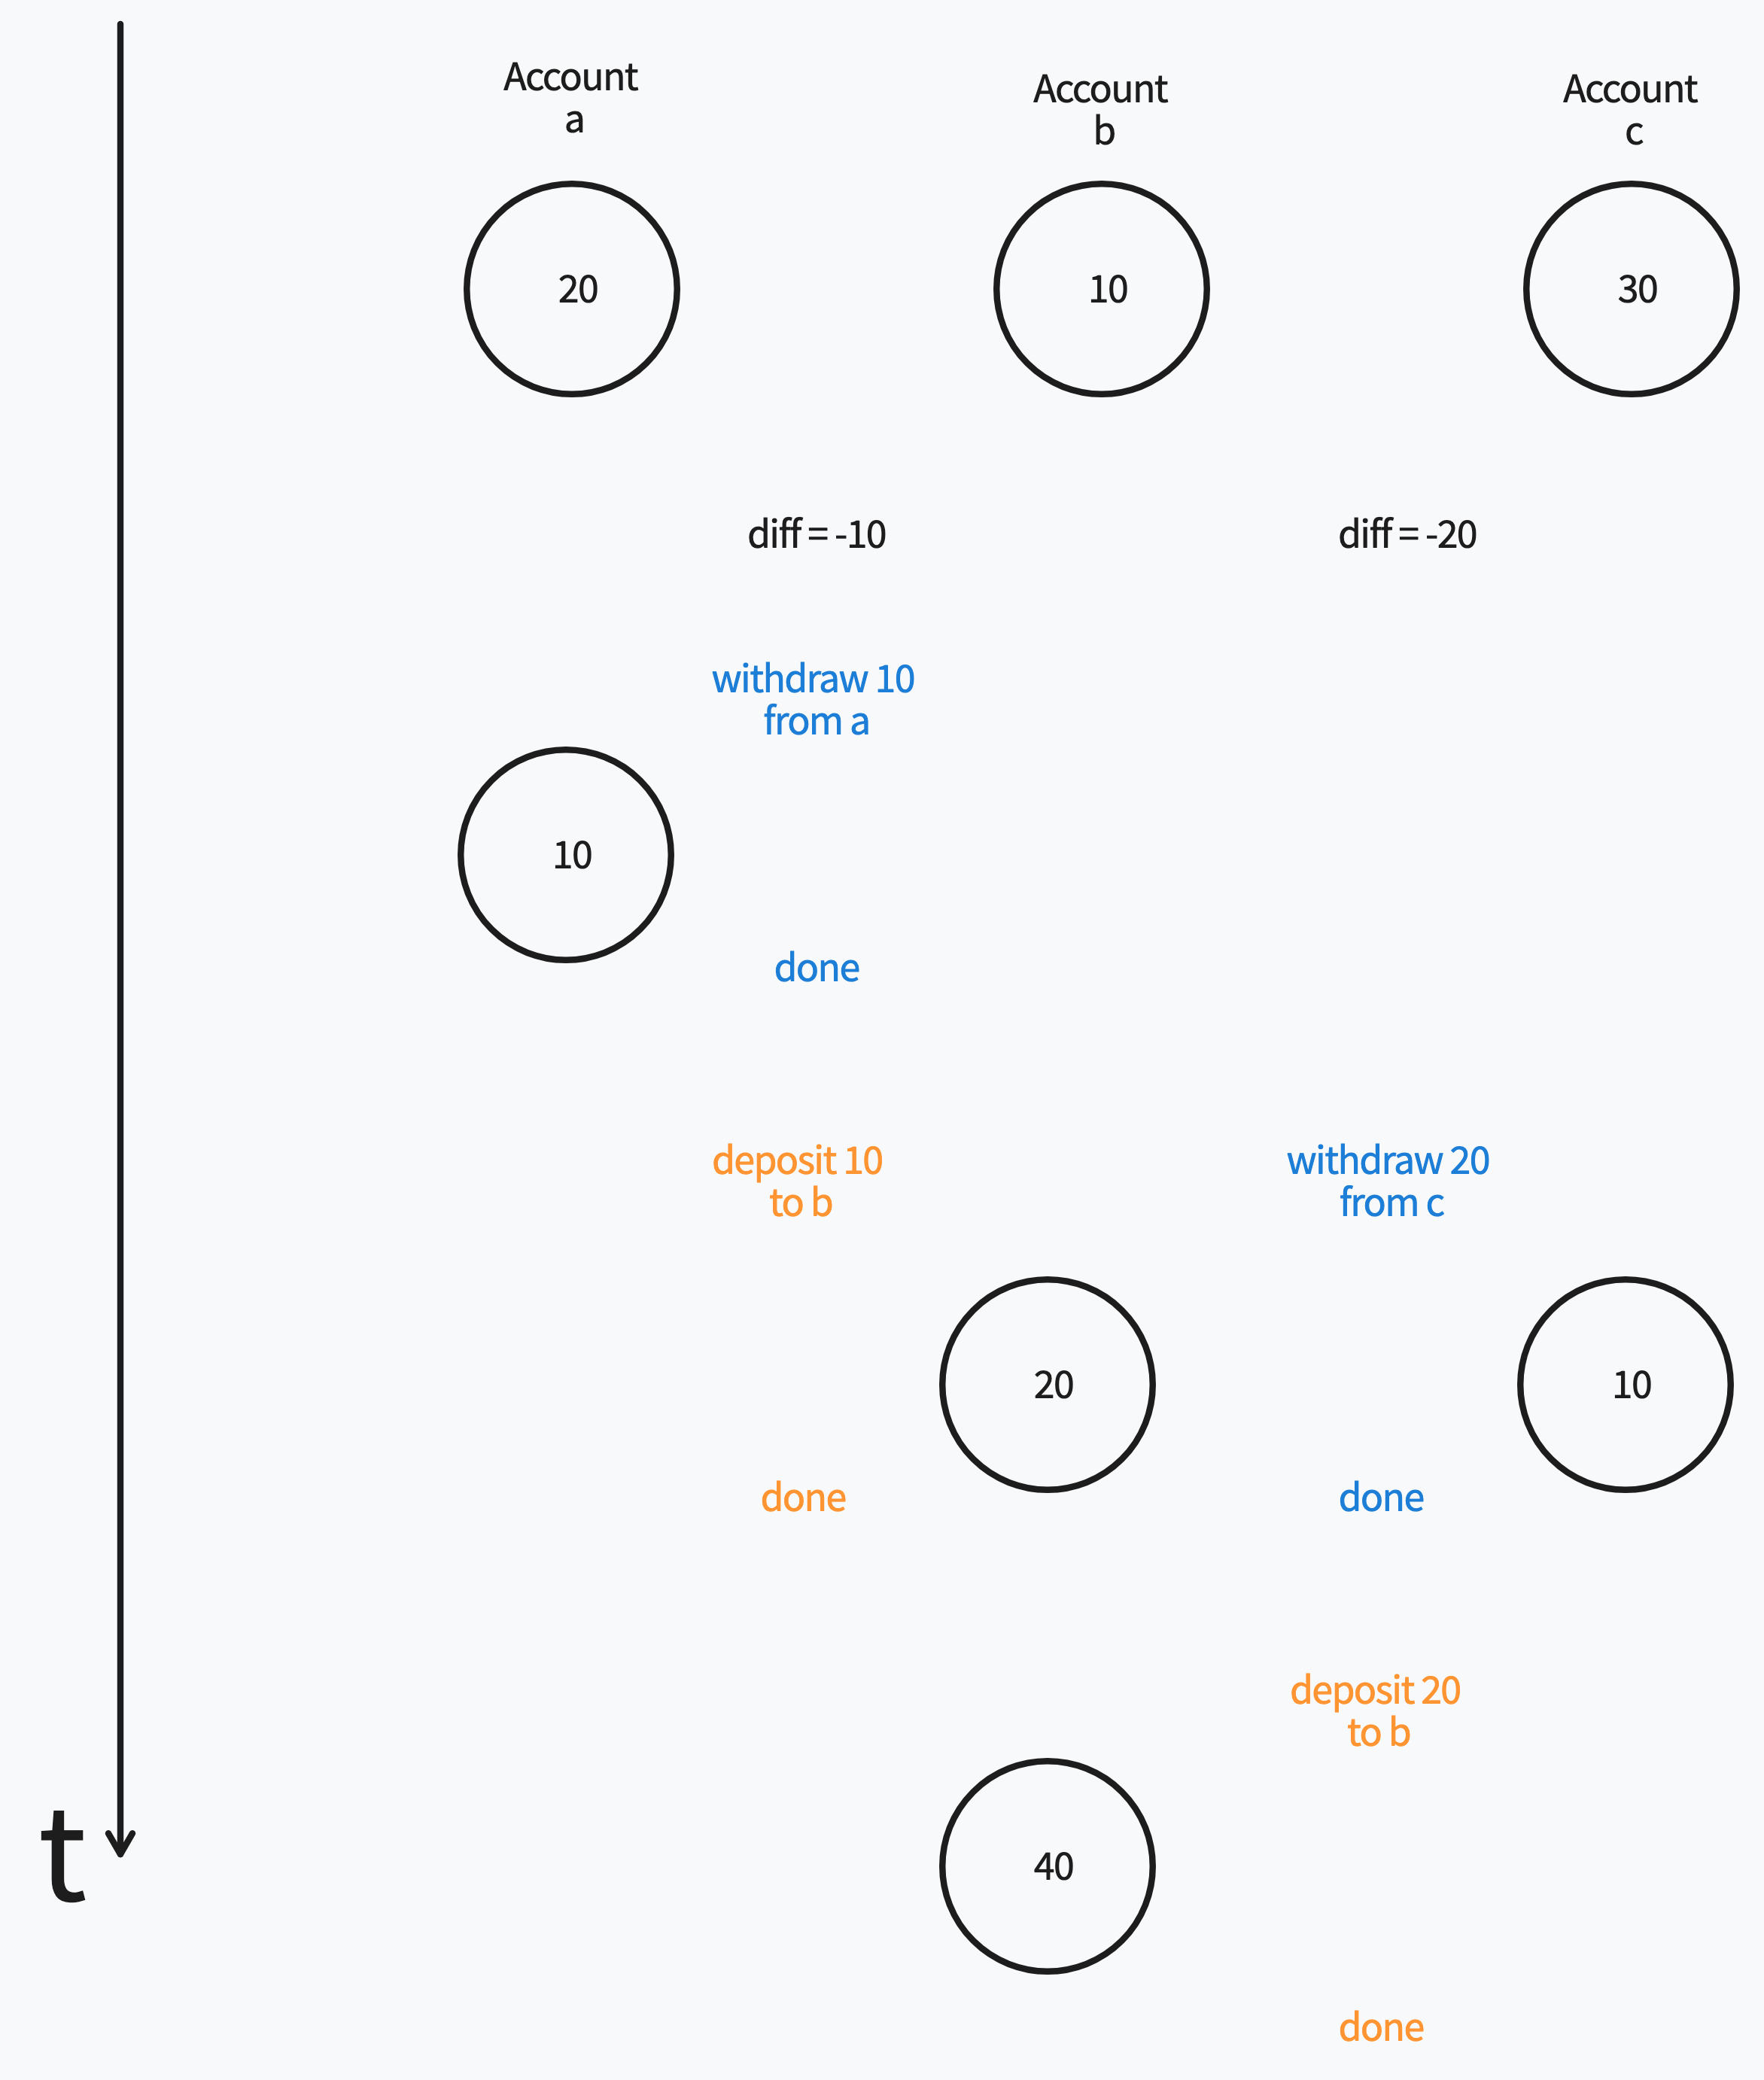 Account
a
Account
b
Account
c
20
10
30
diff = -10
diff = -20
withdraw 10
from a
10
done
deposit 10
to b
withdraw 20
from c
20
10
done
done
deposit 20
to b
t
40
done